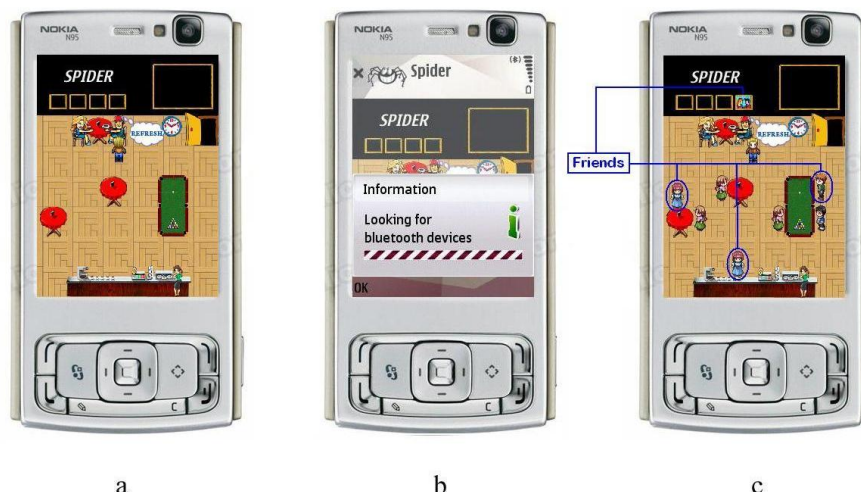 NOKIA
N95
SPIDER
REFRESH
NOKIA
N95
Spider
SPIDER
Information
Looking for
bluetooth devices
OK
C
NOKIA
N95
SPIDER
REFRESH
Friends
C
C
a
b
c